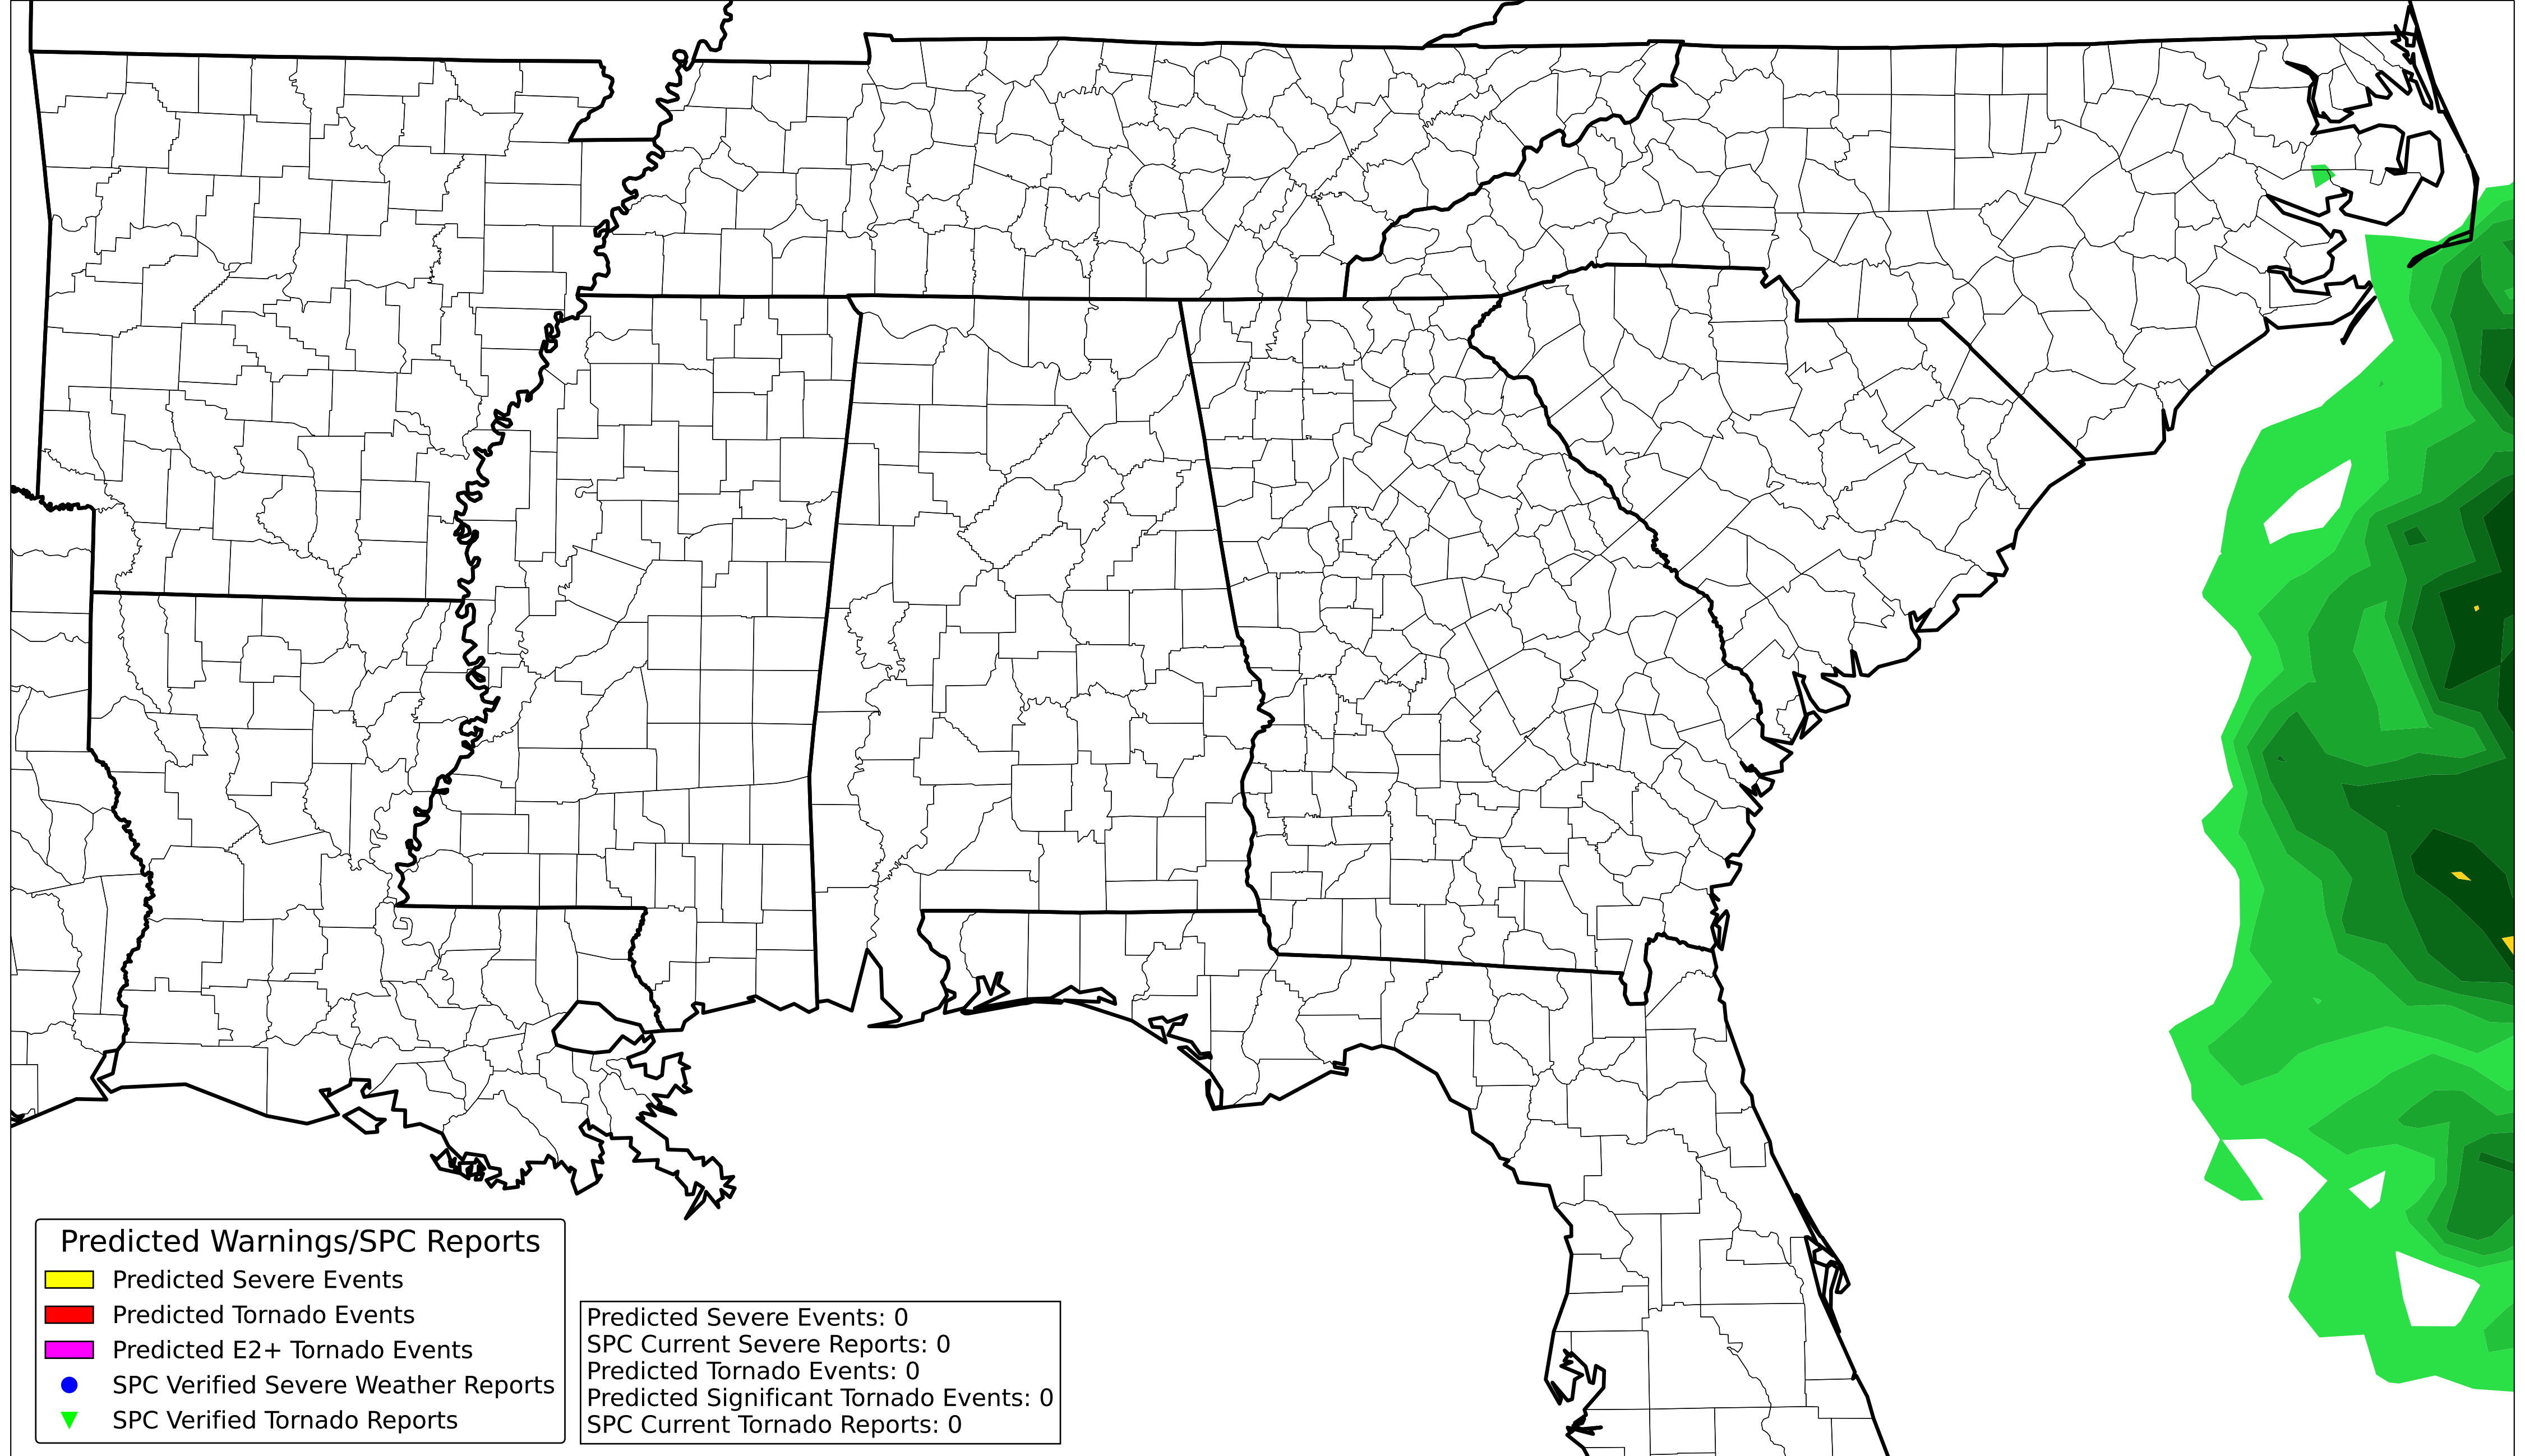 Predicted Warnings/SPC Reports
Predicted Severe Events
Predicted Tornado Events
Predicted E2+ Tornado Events
SPC Verified Severe Weather Reports
SPC Verified Tornado Reports
Predicted Severe Events: 0
SPC Current Severe Reports: 0
Predicted Tornado Events: 0
Predicted Significant Tornado Events: 0
SPC Current Tornado Reports: 0